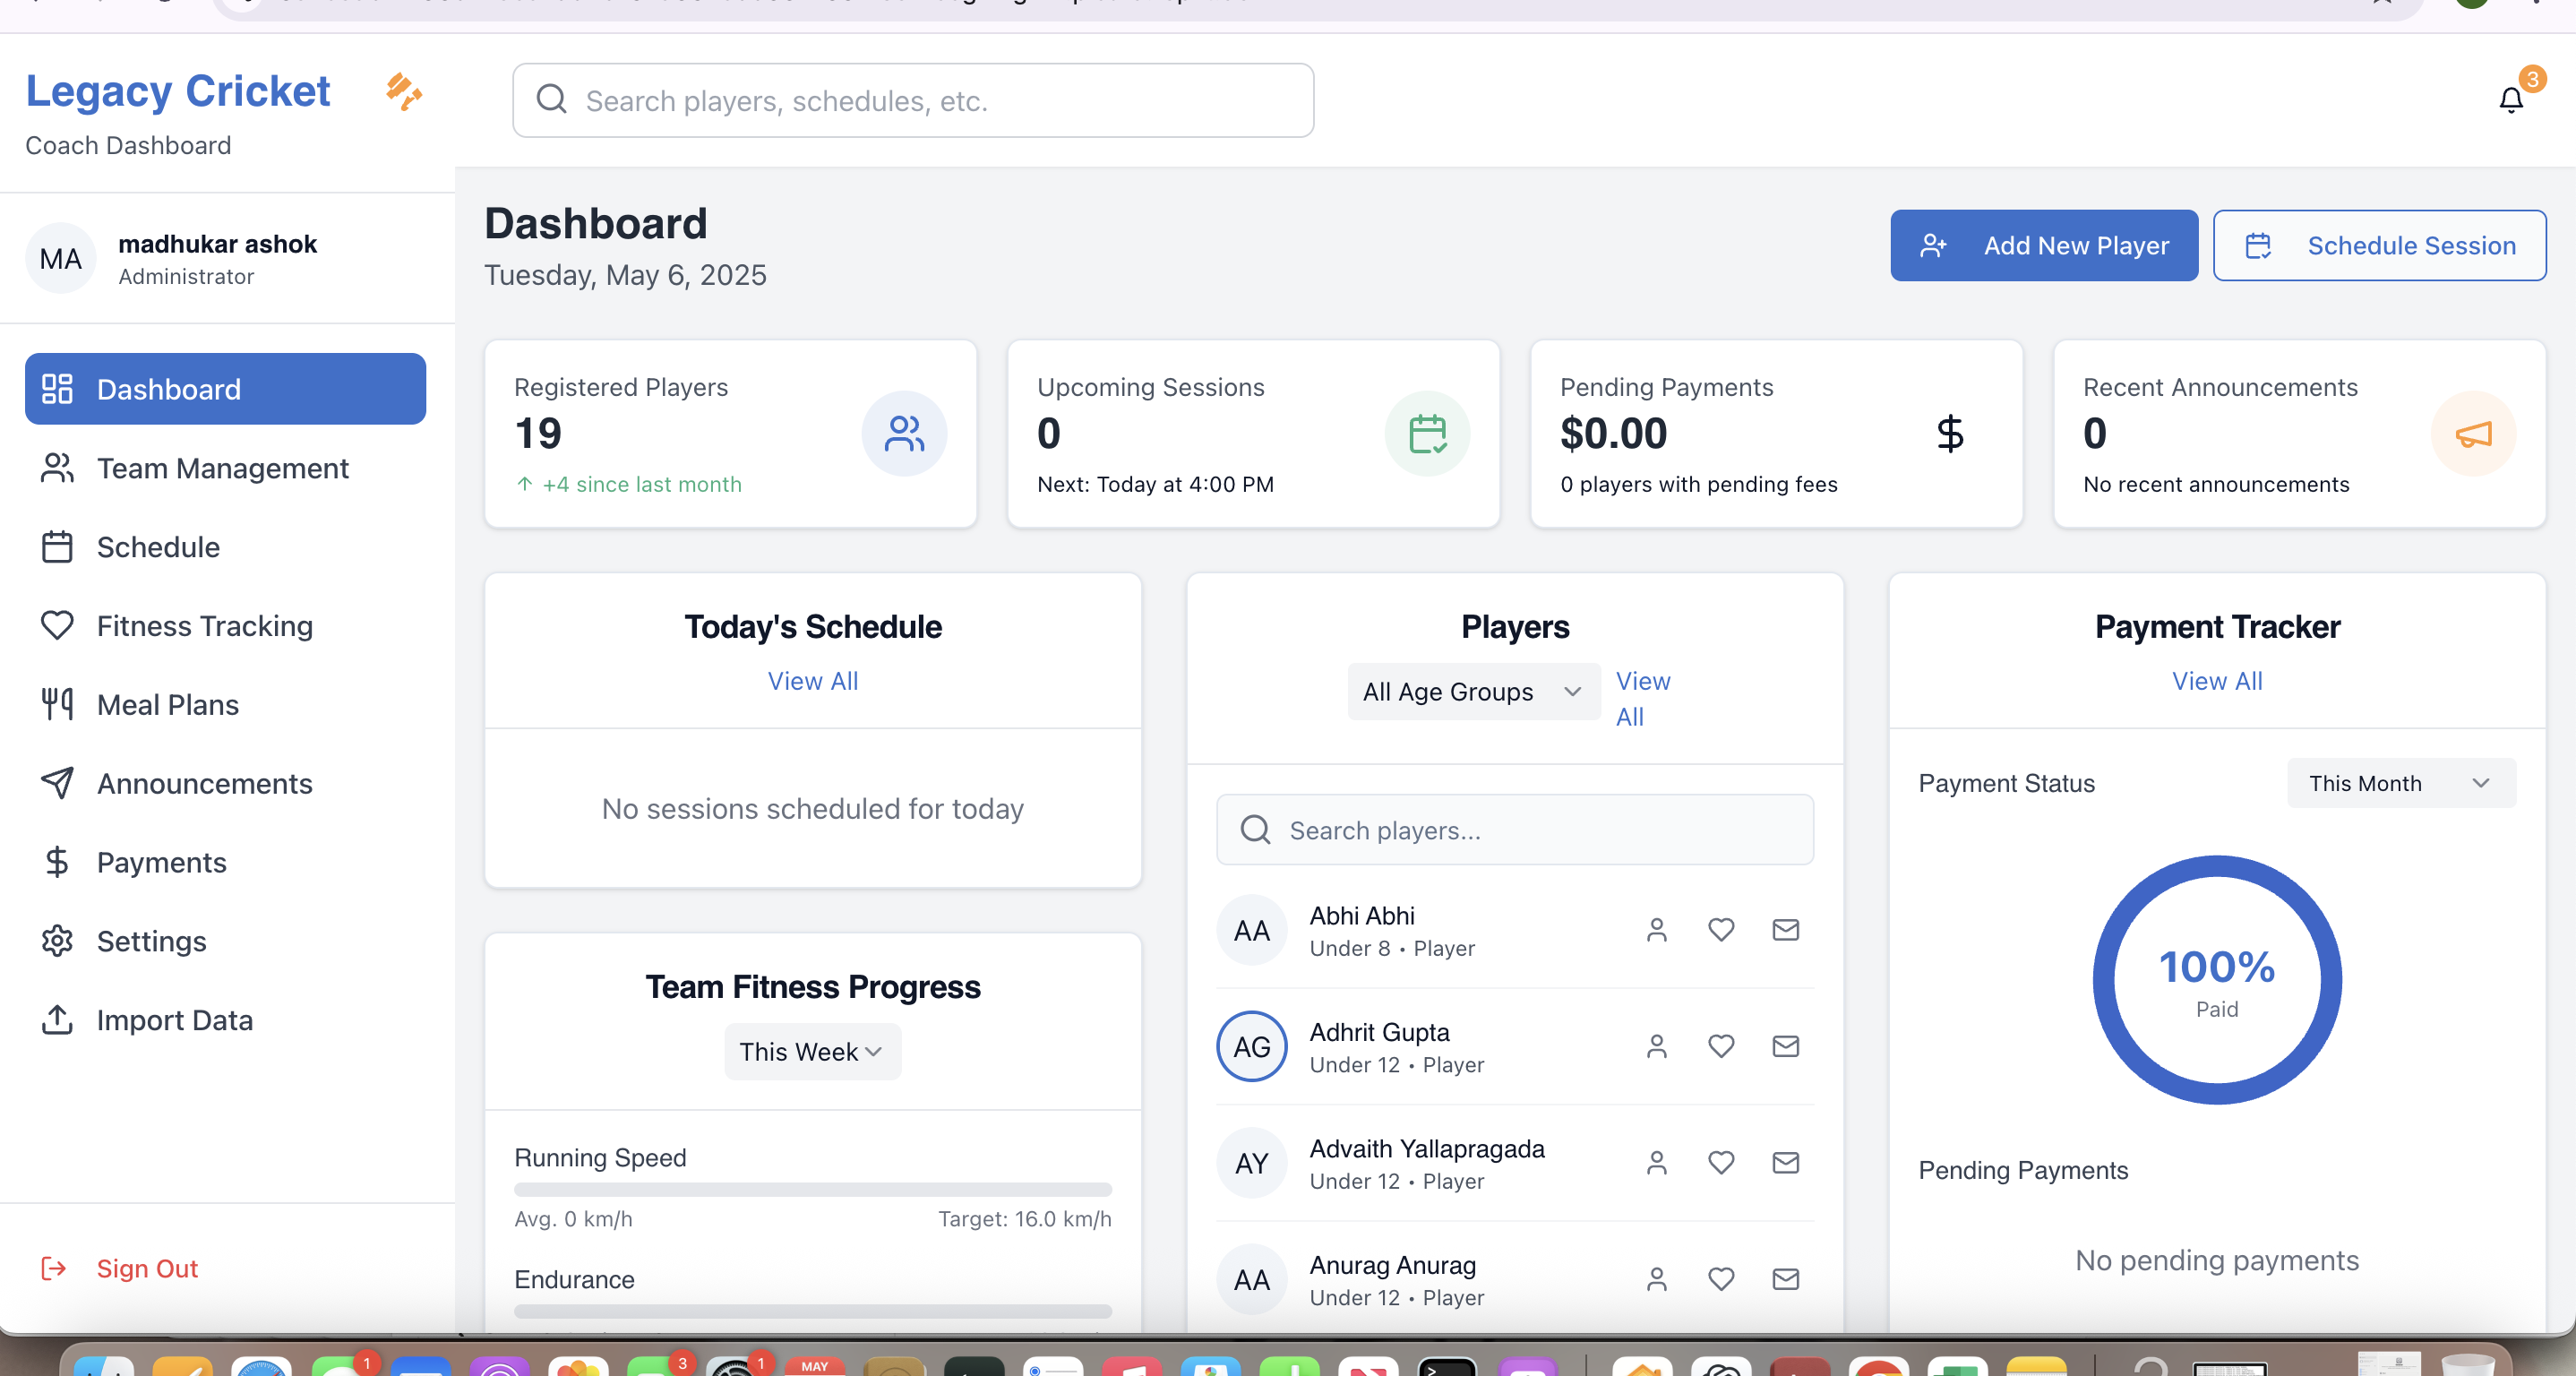 Legacy Cricket
Coach Dashboard
Search players, schedules, etc.
3
MA
madhukar ashok
Administrator
Dashboard
Team Management
Schedule
Fitness Tracking
Meal Plans
Announcements
Payments
Settings
Import Data
Sign Out
Dashboard
Tuesday, May 6, 2025
Add New Player
Schedule Session
Registered Players
19
+4 since last month
Upcoming Sessions
0
Next: Today at 4:00 PM
Pending Payments
$0.00
0 players with pending fees
Recent Announcements
0
No recent announcements
Today's Schedule
View All
No sessions scheduled for today
Team Fitness Progress
This Week
Running Speed
Avg. 0 km/h
Target: 16.0 km/h
Endurance
Players
All Age Groups
View
All
Search players...
AA
Abhi Abhi
Under 8 • Player
AG
Adhrit Gupta
Under 12 • Player
AY
Advaith Yallapragada
Under 12 • Player
AA
Anurag Anurag
Under 12 • Player
Payment Tracker
View All
Payment Status
This Month
100%
Paid
Pending Payments
No pending payments
1
3
1
MAY